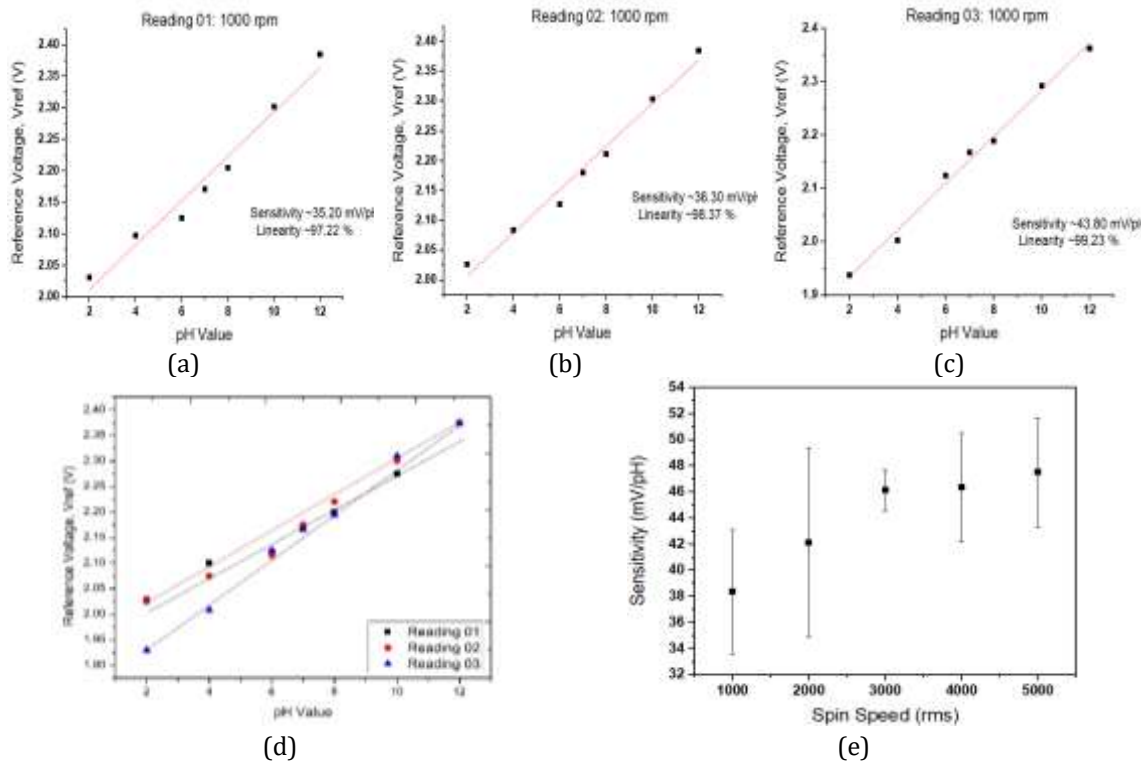 Reading 01: 1000 rpm
Reference Voltage, Vref (V)
2.40
2.35
2.30
2.25
2.20
2.15
2.10
2.05
2.00
Sensitivity ~35.20 mV/pH
Linearity ~97.22 %
2 4 6 8 10 12
pH Value
(a)
Reading 02: 1000 rpm
Reference Voltage, Vref (V)
2.40
2.35
2.30
2.25
2.20
2.15
2.10
2.05
2.00
Sensitivity ~36.30 mV/pH
Linearity ~98.37 %
2 4 6 8 10 12
pH Value
(b)
Reading 03: 1000 rpm
Reference Voltage, Vref (V)
2.4
2.3
2.2
2.1
2.0
1.9
Sensitivity ~43.80 mV/pH
Linearity ~99.23 %
2 4 6 8 10 12
pH Value
(c)
Reference Voltage, Vref (V)
2.40
2.35
2.30
2.25
2.20
2.15
2.10
2.05
2.00
1.95
1.90
Reading 01
Reading 02
Reading 03
2 4 6 8 10 12
pH Value
(d)
Sensitivity (mV/pH)
54
52
50
48
46
44
42
40
38
36
34
32
1000 2000 3000 4000 5000
Spin Speed (rms)
(e)